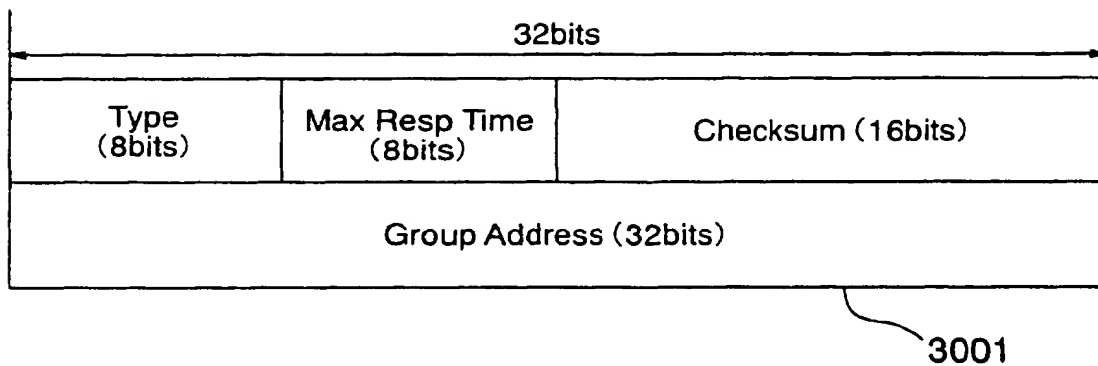 32bits
Type
(8bits)
Max Resp Time
(8bits)
Checksum (16bits)
Group Address (32bits)
3001